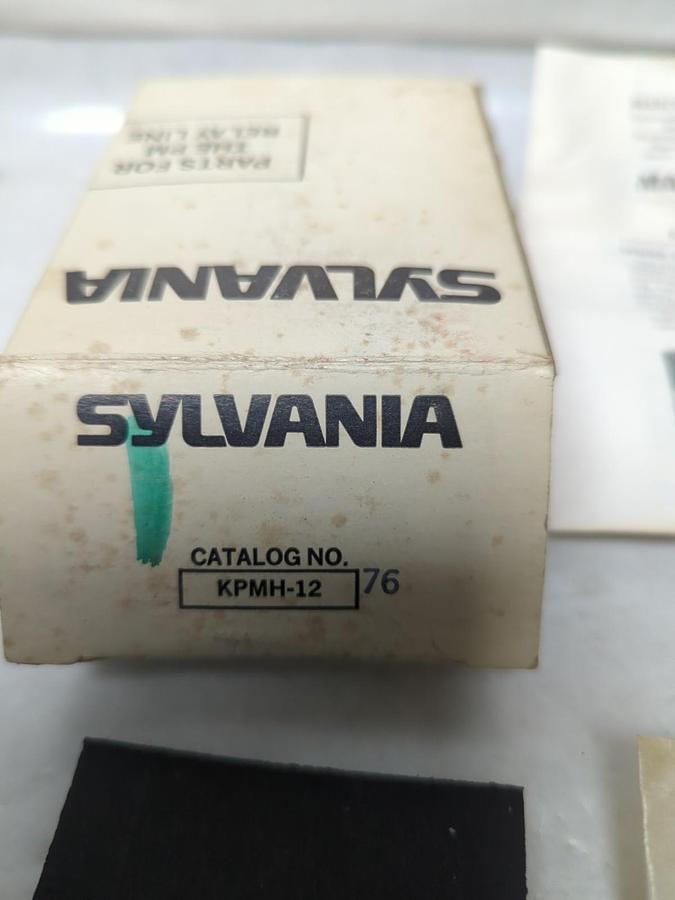 PARTS FOR
THE PM
RELAY LINE
SYLVANIA
SYLVANIA
CATALOG NO.
KPMH-12 76